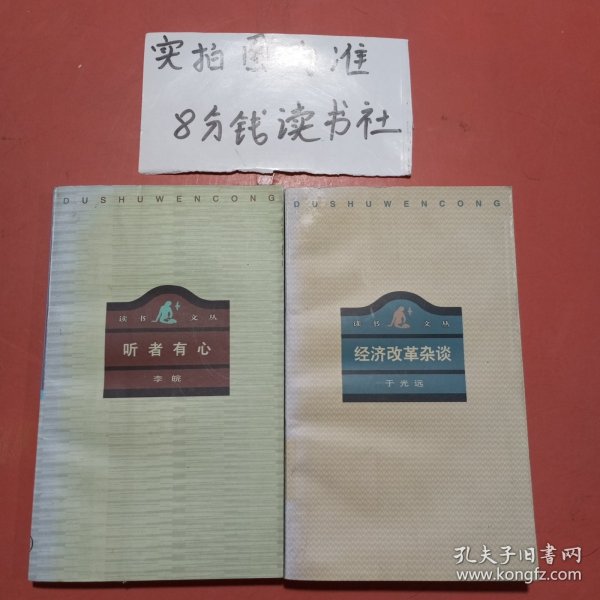 实拍图 准
8分钱读书社
DUSHUWENCONG
读书文丛
听者有心
李皖
DUSHUWENCONG
读书文丛
经济改革杂谈
于光远
孔夫子旧书网
www.kongfz.com